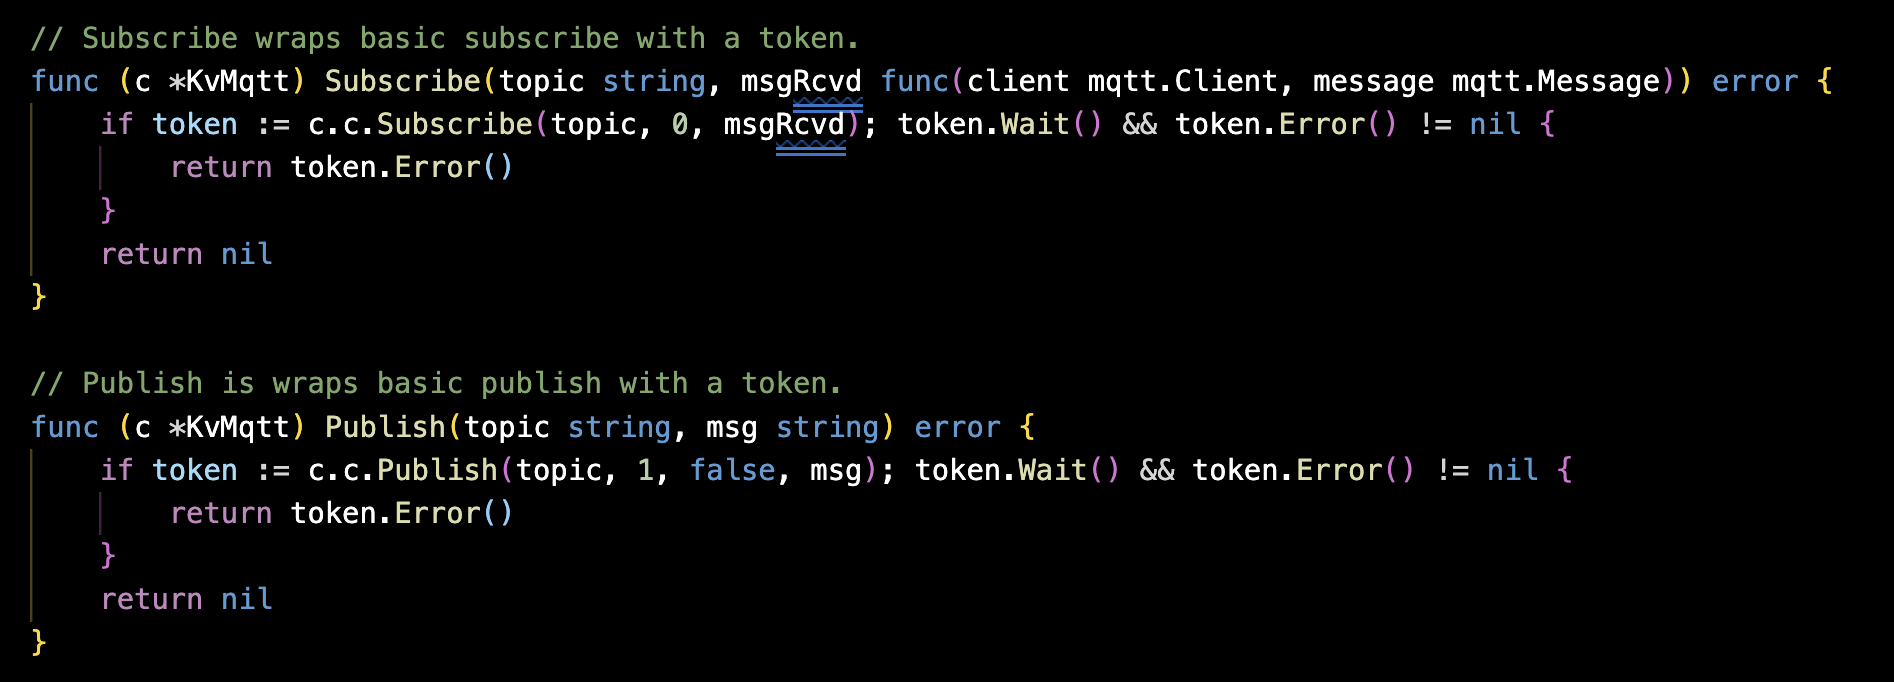 // Subscribe wraps basic subscribe with a token.
func (c *KvMqtt) Subscribe(topic string, msgRcvd func(client mqtt.Client, message mqtt.Message)) error {
    if token := c.c.Subscribe(topic, 0, msgRcvd); token.Wait() && token.Error() != nil {
        return token.Error()
    }
    return nil
}

// Publish is wraps basic publish with a token.
func (c *KvMqtt) Publish(topic string, msg string) error {
    if token := c.c.Publish(topic, 1, false, msg); token.Wait() && token.Error() != nil {
        return token.Error()
    }
    return nil
}